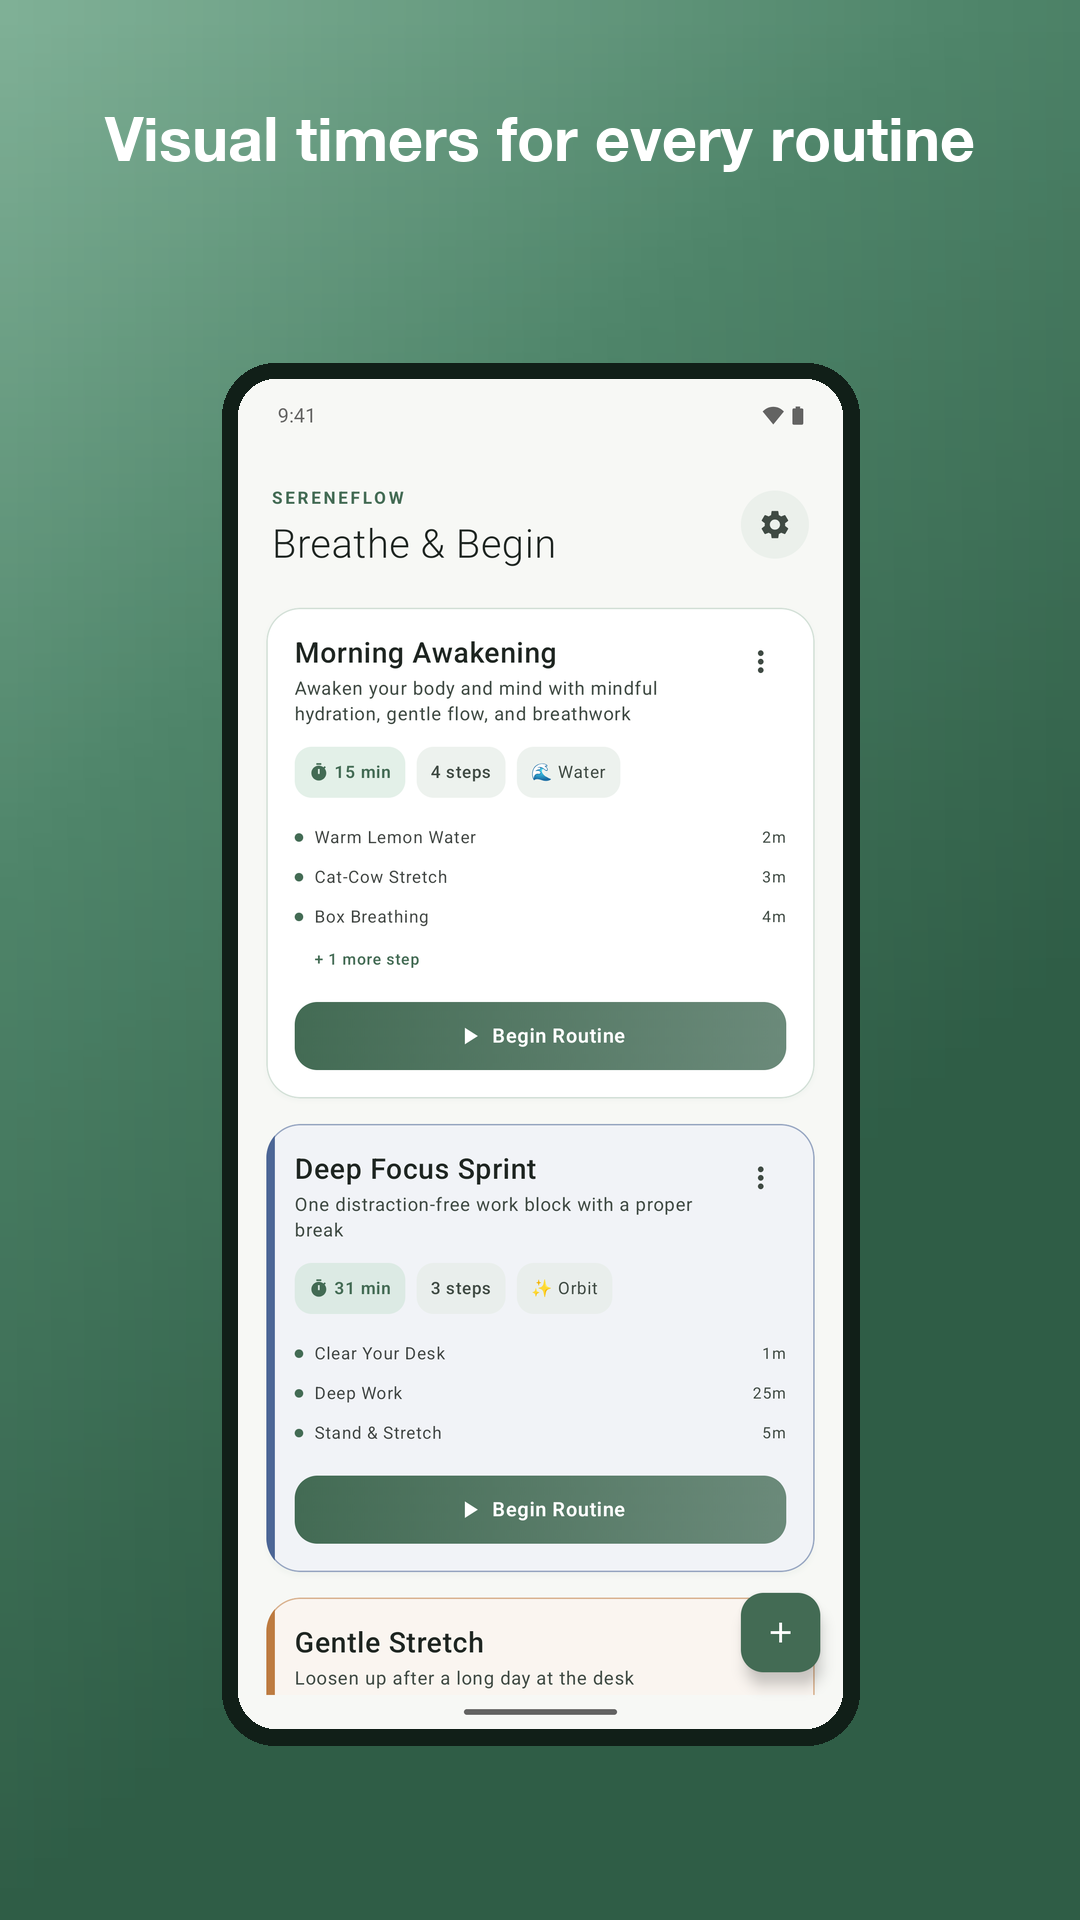 Visual timers for every routine
9:41
SERENEFLOW
Breathe & Begin
Morning Awakening
Awaken your body and mind with mindful
hydration, gentle flow, and breathwork
15 min
4 steps
🌊 Water
Warm Lemon Water 2m
Cat-Cow Stretch 3m
Box Breathing 4m
+ 1 more step
Begin Routine
Deep Focus Sprint
One distraction-free work block with a proper
break
31 min
3 steps
✨ Orbit
Clear Your Desk 1m
Deep Work 25m
Stand & Stretch 5m
Begin Routine
Gentle Stretch
Loosen up after a long day at the desk
+